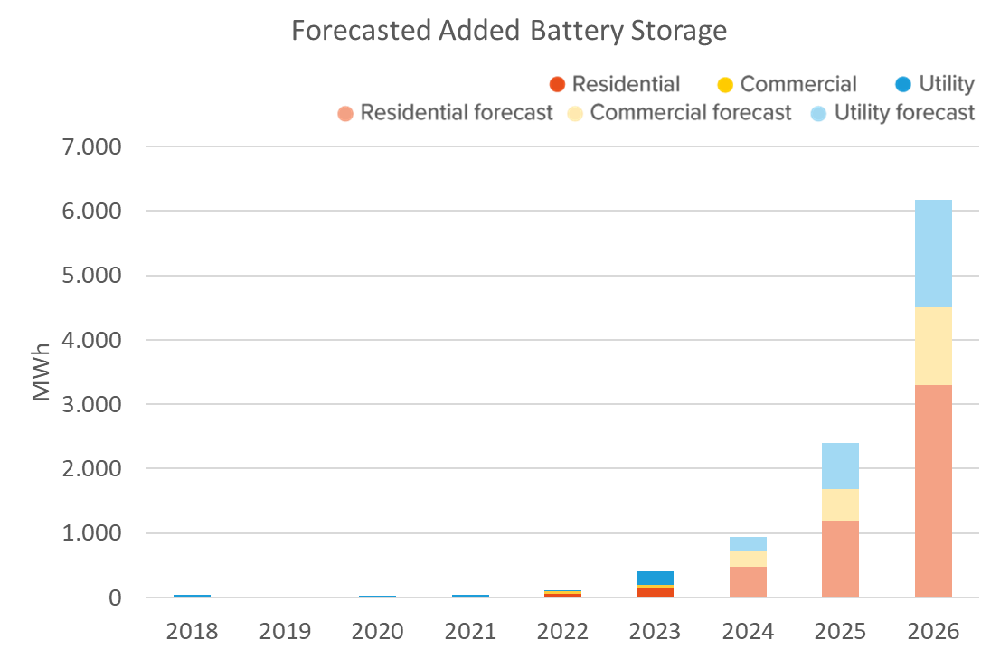 Forecasted Added Battery Storage
Residential Commercial Utility
Residential forecast Commercial forecast Utility forecast
7.000
6.000
5.000
4.000
3.000
2.000
1.000
0
MWh
2018 2019 2020 2021 2022 2023 2024 2025 2026